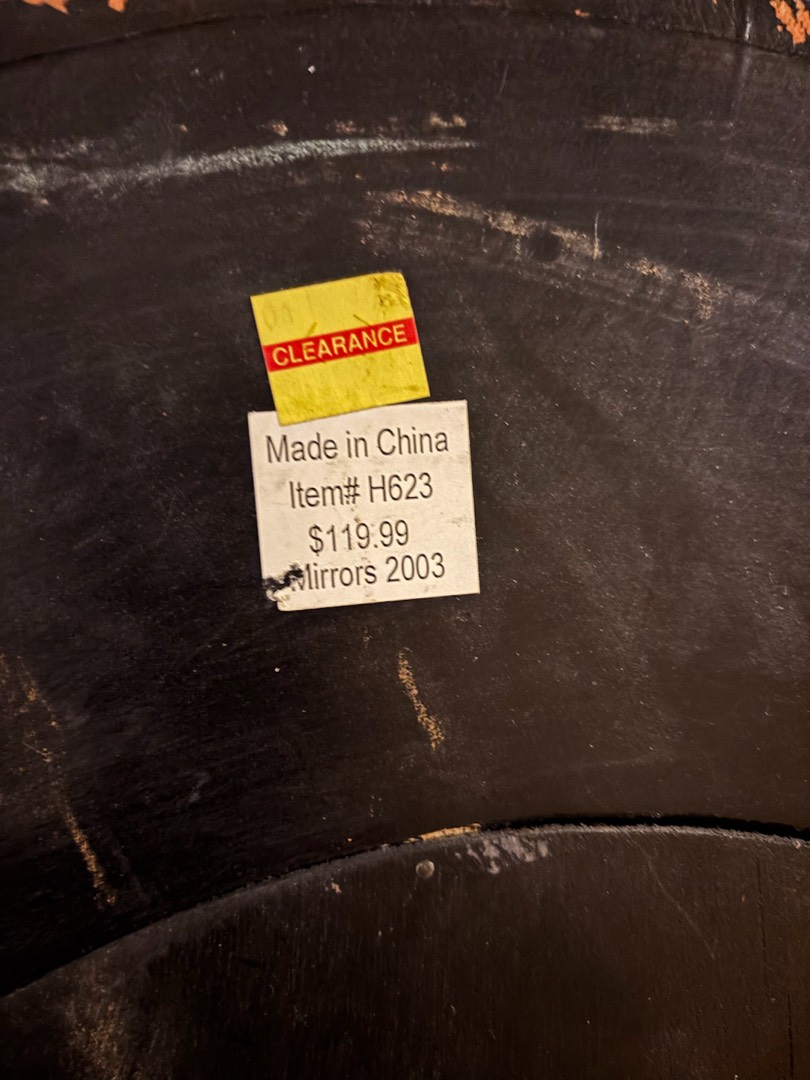 CLEARANCE
Made in China
Item# H623
$119.99
Mirrors 2003